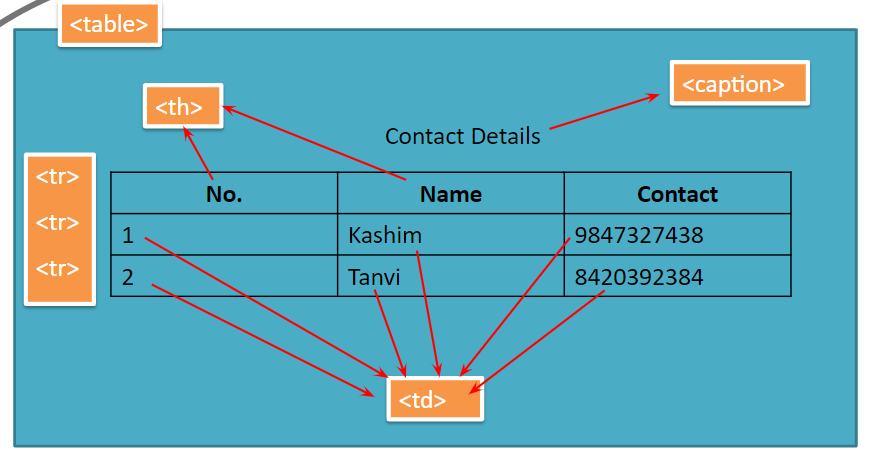 <table>
<th>
<caption>
Contact Details
<tr>
No. Name Contact
<tr>
1 Kashim 9847327438
<tr>
2 Tanvi 8420392384
<td>